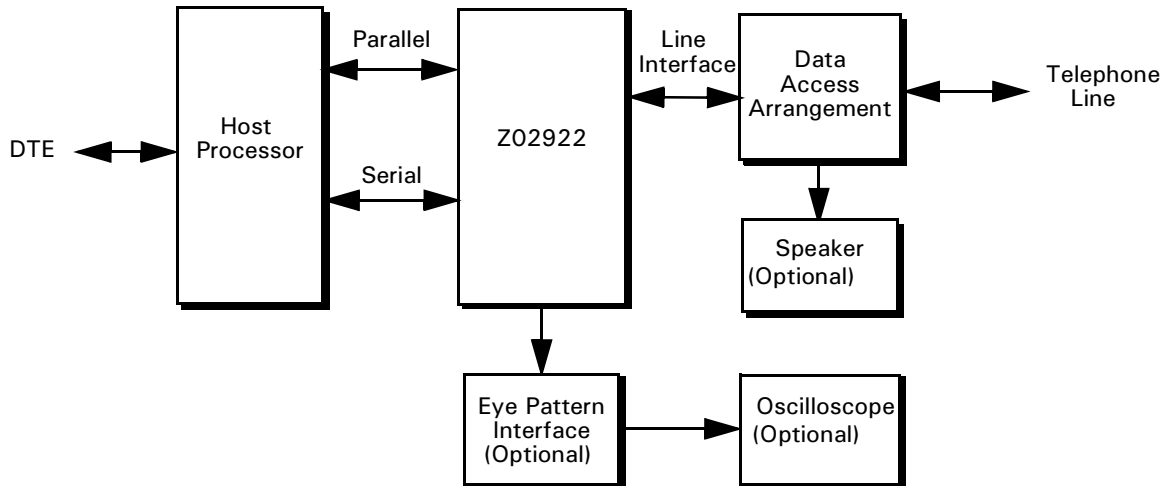 DTE
Host
Processor
Parallel
Serial
Z02922
Line
Interface
Data
Access
Arrangement
Telephone
Line
Speaker
(Optional)
Eye Pattern
Interface
(Optional)
Oscilloscope
(Optional)